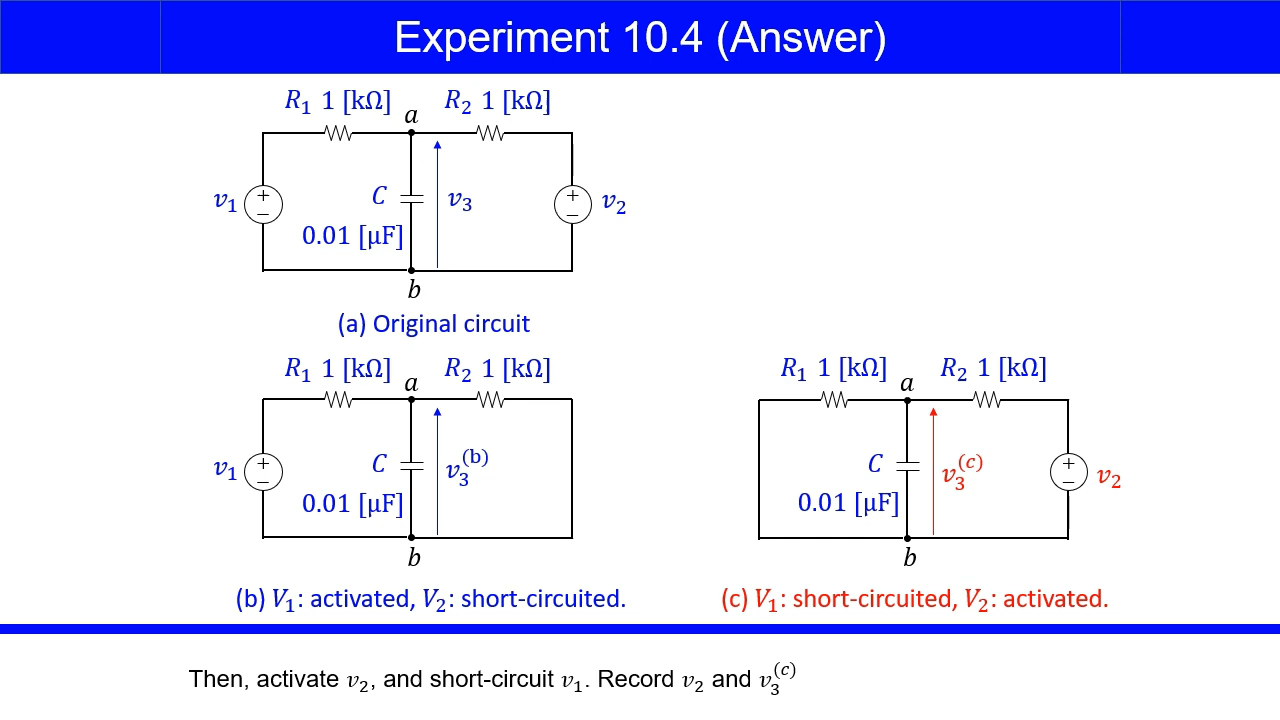 Experiment 10.4 (Answer)
R₁ 1 [kΩ] a R₂ 1 [kΩ]
v₁ + − C v₃ + − v₂
0.01 [μF]
b
(a) Original circuit
R₁ 1 [kΩ] a R₂ 1 [kΩ]
v₁ + − C v₃^(b)
0.01 [μF]
b
(b) V₁: activated, V₂: short-circuited.
R₁ 1 [kΩ] a R₂ 1 [kΩ]
C v₃^(c) + − v₂
0.01 [μF]
b
(c) V₁: short-circuited, V₂: activated.
Then, activate v₂, and short-circuit v₁. Record v₂ and v₃^(c)